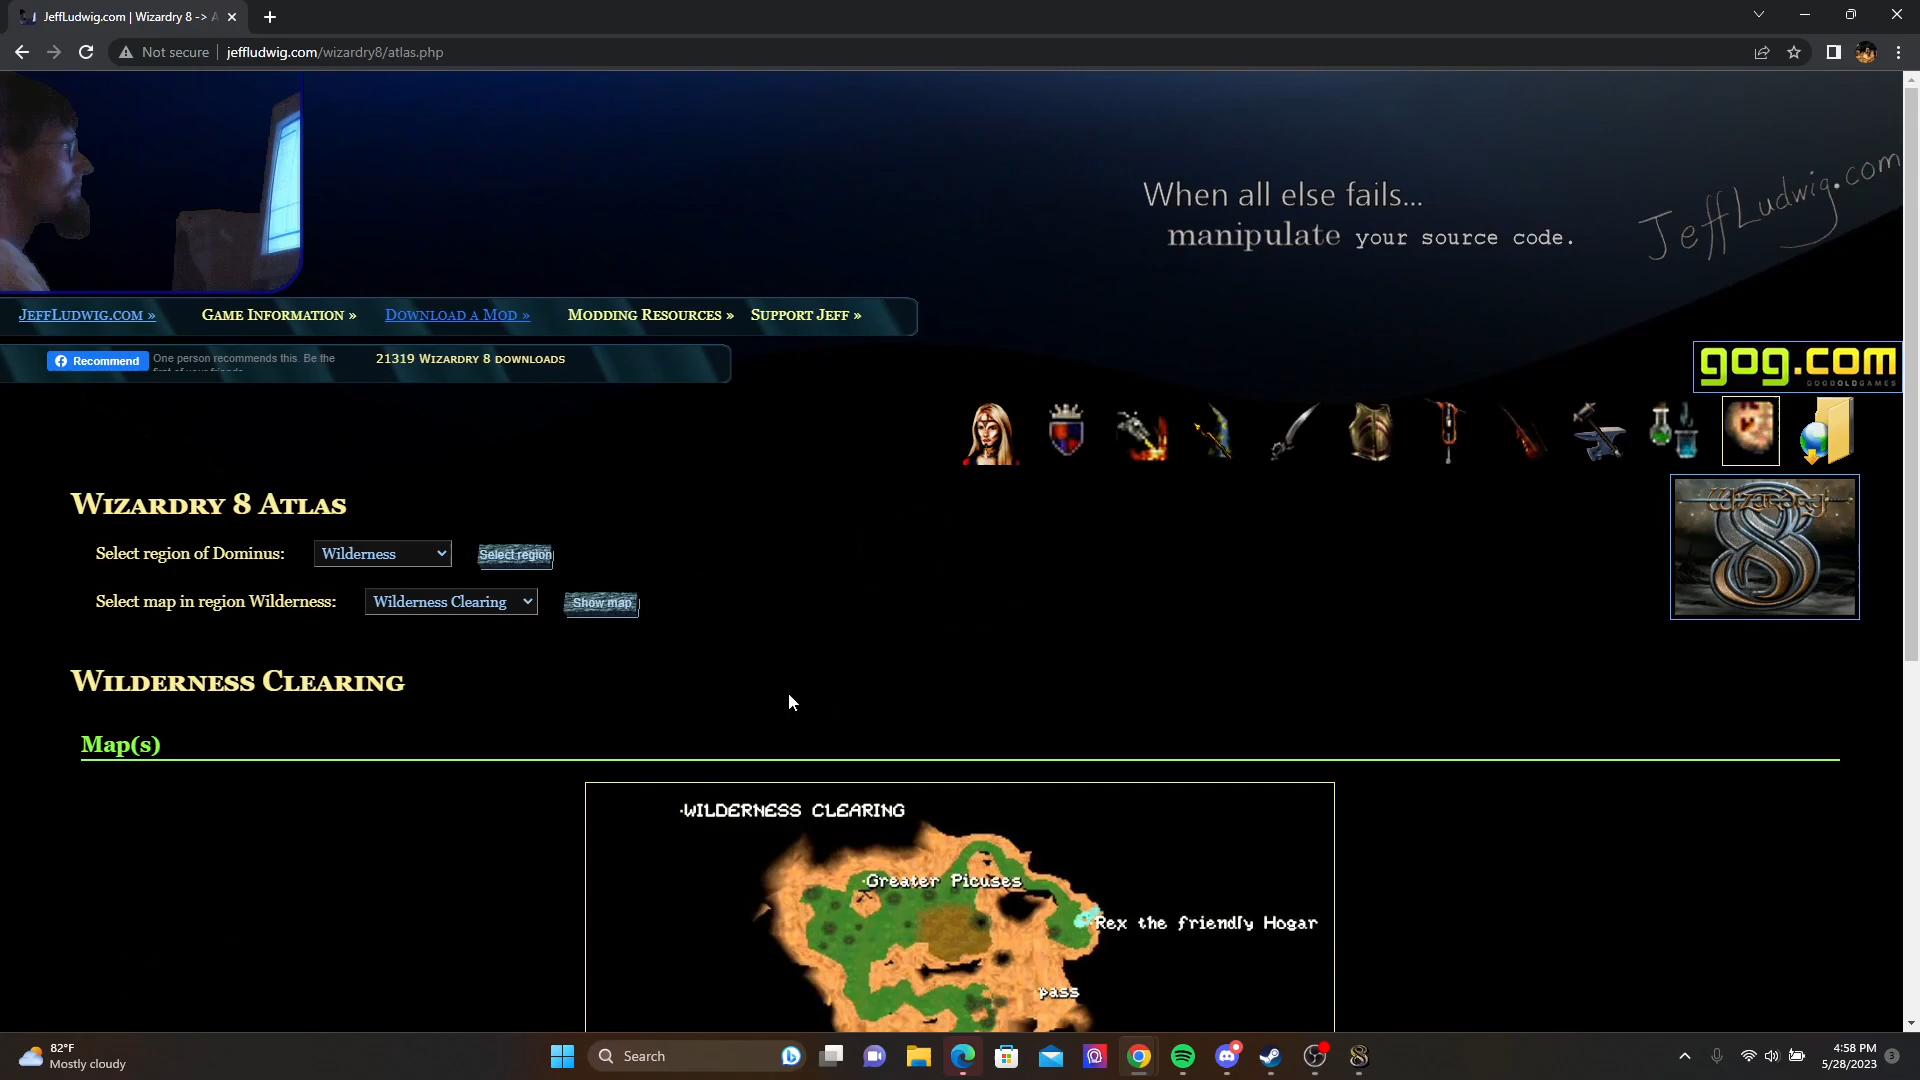 JeffLudwig.com | Wizardry 8 -> A
Not secure
jeffludwig.com/wizardry8/atlas.php
When all else fails...
manipulate your source code.
JeffLudwig.com
JeffLudwig.com »
Game Information »
Download a Mod »
Modding Resources »
Support Jeff »
Recommend
One person recommends this. Be the
21319 Wizardry 8 downloads
gog.com
GOODOLDGAMES
Wizardry 8 Atlas
Wizardry
8
Select region of Dominus:
Wilderness
Select region
Select map in region Wilderness:
Wilderness Clearing
Show map
Wilderness Clearing
Map(s)
·WILDERNESS CLEARING
·Greater Picuses
Rex the friendly Hogar
pass
82°F
Mostly cloudy
Search
4:58 PM
5/28/2023
3